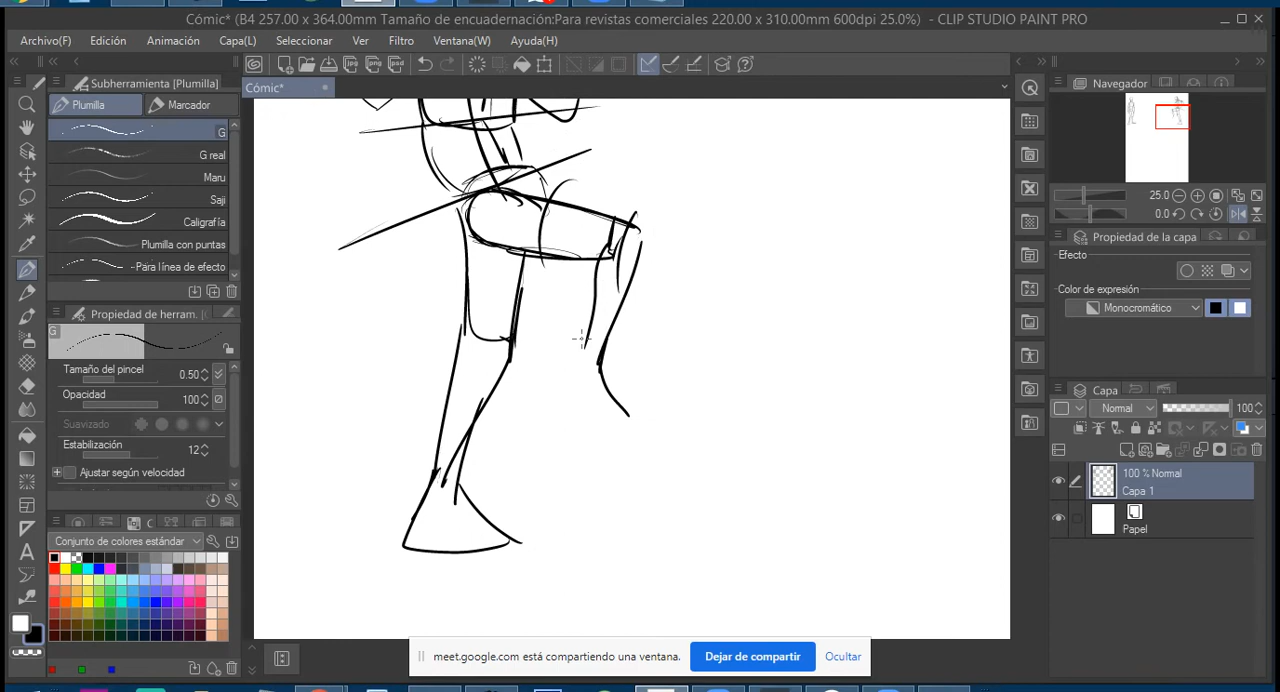 Cómic* (B4 257.00 x 364.00mm Tamaño de encuadernación:Para revistas comerciales 220.00 x 310.00mm 600dpi 25.0%) - CLIP STUDIO PAINT PRO
Archivo(F) Edición Animación Capa(L) Seleccionar Ver Filtro Ventana(W) Ayuda(H)
Subherramienta [Plumilla]
Plumilla Marcador
G
G real
Maru
Saji
Caligrafía
Plumilla con puntas
Para línea de efecto
Propiedad de herram. [
G
Tamaño del pincel 0.50
Opacidad 100
Suavizado
Estabilización 12
Ajustar según velocidad
Conjunto de colores estándar
Cómic*
meet.google.com está compartiendo una ventana. Dejar de compartir Ocultar
Navegador
25.0
0.0
Propiedad de la capa
Efecto
Color de expresión
Monocromático
Capa
Normal 100
100 % Normal
Capa 1
Papel